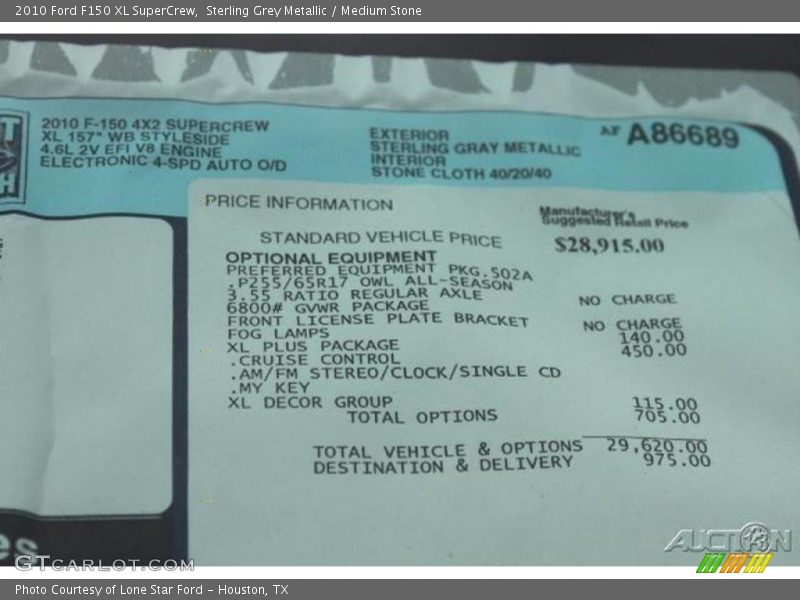 2010 Ford F150 XL SuperCrew, Sterling Grey Metallic / Medium Stone
2010 F-150 4X2 SUPERCREW
XL 157" WB STYLESIDE
4.6L 2V EFI V8 ENGINE
ELECTRONIC 4-SPD AUTO O/D
EXTERIOR
STERLING GRAY METALLIC
INTERIOR
STONE CLOTH 40/20/40
AF A86689
PRICE INFORMATION
Manufacturer's
Suggested Retail Price
STANDARD VEHICLE PRICE $28,915.00
OPTIONAL EQUIPMENT
PREFERRED EQUIPMENT PKG.502A
.P255/65R17 OWL ALL-SEASON
3.55 RATIO REGULAR AXLE NO CHARGE
6800# GVWR PACKAGE
FRONT LICENSE PLATE BRACKET NO CHARGE
FOG LAMPS 140.00
XL PLUS PACKAGE 450.00
.CRUISE CONTROL
.AM/FM STEREO/CLOCK/SINGLE CD
.MY KEY
XL DECOR GROUP 115.00
TOTAL OPTIONS 705.00
TOTAL VEHICLE & OPTIONS 29,620.00
DESTINATION & DELIVERY 975.00
es
GTCARLOT.COM
AUCTION123
Photo Courtesy of Lone Star Ford - Houston, TX